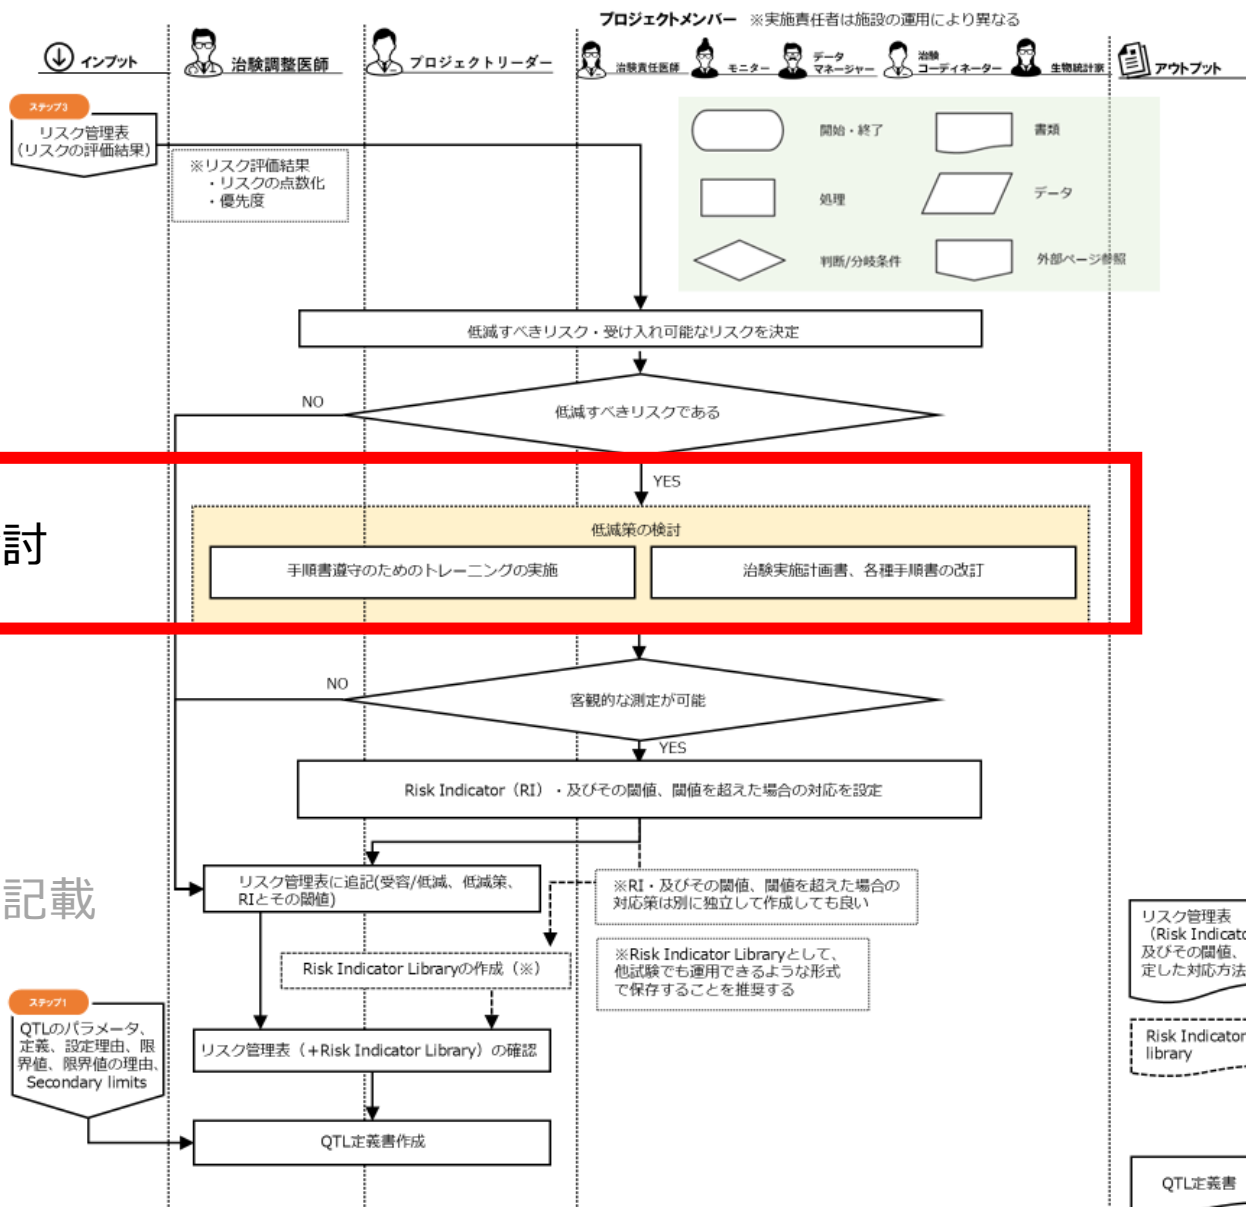 プロジェクトメンバー ※実施責任者は施設の運用により異なる
インプット
治験調整医師
プロジェクトリーダー
治験責任医師
モニター
データ
マネージャー
治験
コーディネーター
生物統計家
アウトプット
ステップ3
リスク管理表
(リスクの評価結果)
※リスク評価結果
・リスクの点数化
・優先度
開始・終了
書類
処理
データ
判断/分岐条件
外部ページ参照
低減すべきリスク・受け入れ可能なリスクを決定
NO
低減すべきリスクである
YES
討
低減策の検討
手順書遵守のためのトレーニングの実施
治験実施計画書、各種手順書の改訂
NO
客観的な測定が可能
YES
Risk Indicator（RI）・及びその閾値、閾値を超えた場合の対応を設定
記載
リスク管理表に追記(受容/低減、低減策、
RIとその閾値)
※RI・及びその閾値、閾値を超えた場合の
対応策は別に独立して作成しても良い
Risk Indicator Libraryの作成（※）
※Risk Indicator Libraryとして、
他試験でも運用できるような形式
で保存することを推奨する
リスク管理表
（Risk Indicato
及びその閾値、
定した対応方法
ステップ1
QTLのパラメータ、
定義、設定理由、限
界値、限界値の理由、
Secondary limits
リスク管理表（+Risk Indicator Library）の確認
Risk Indicator
library
QTL定義書作成
QTL定義書